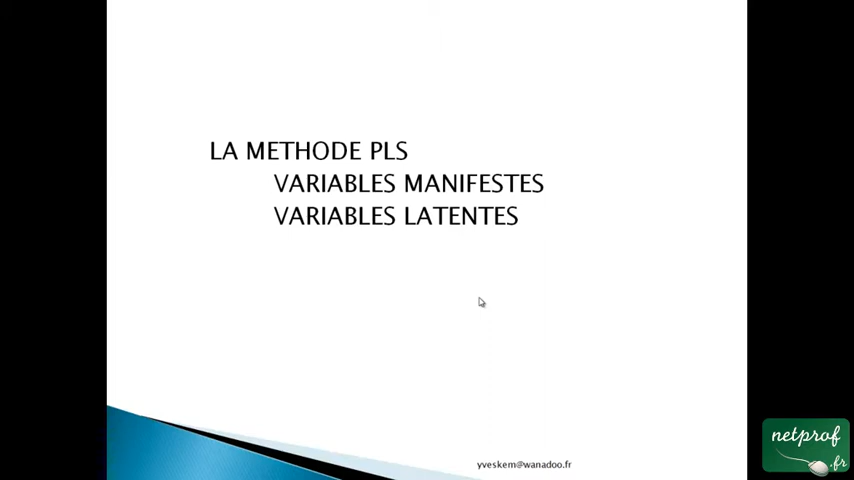 LA METHODE PLS
VARIABLES MANIFESTES
VARIABLES LATENTES
yveskem@wanadoo.fr
netprof
.fr